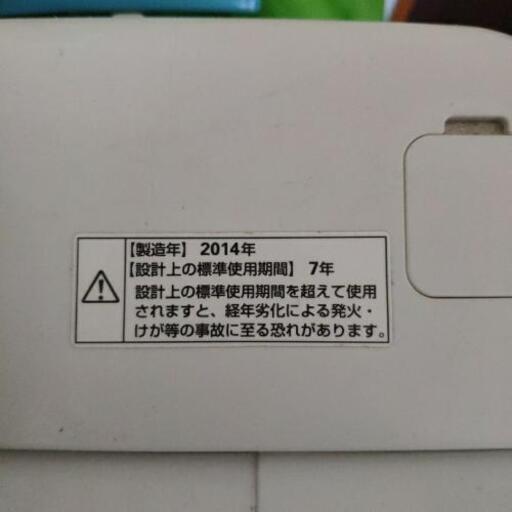 【製造年】 2014年
【設計上の標準使用期間】 7年
設計上の標準使用期間を超えて使用
されますと、経年劣化による発火・
けが等の事故に至る恐れがあります。